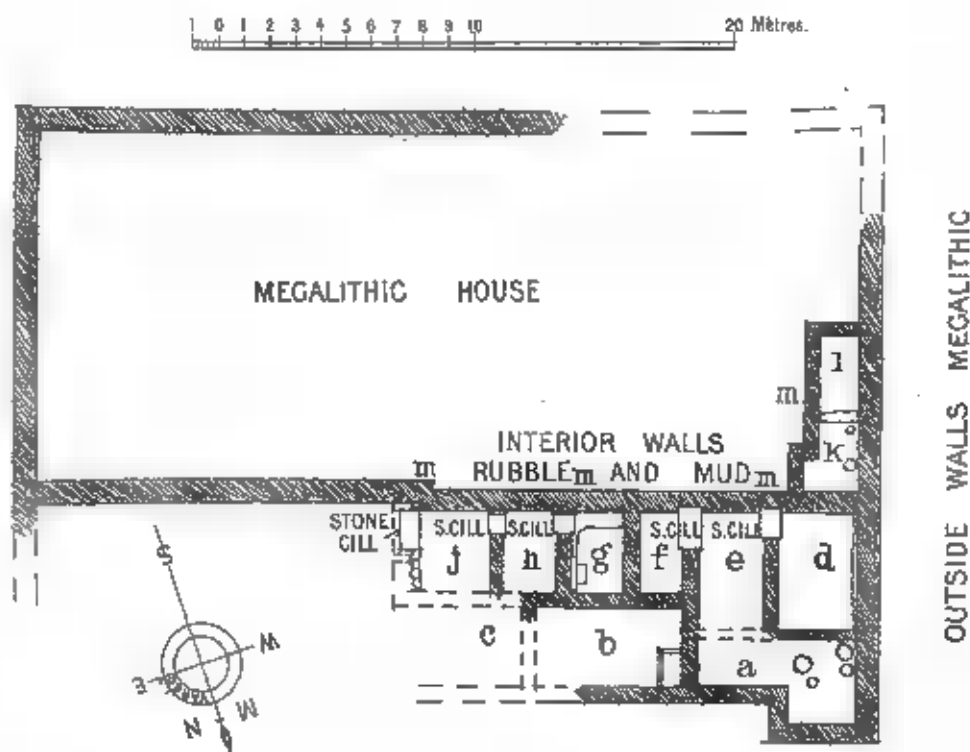 1 0 1 2 3 4 5 6 7 8 9 10 20 Mètres.
MEGALITHIC HOUSE
OUTSIDE WALLS MEGALITHIC
l
m
k
INTERIOR WALLS
m RUBBLE m AND MUD m
STONE CILL
S.CILL S.CILL S.CILL S.CILL
j h g f e d
c b a
S
W
E
N M